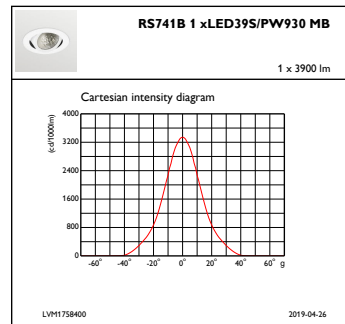 RS741B 1 xLED39S/PW930 MB
1 x 3900 lm
Cartesian intensity diagram
(cd/1000lm)
4000
3200
2400
1600
800
0
-60° -40° -20° 0° 20° 40° 60° g
LVM1758400 2019-04-26